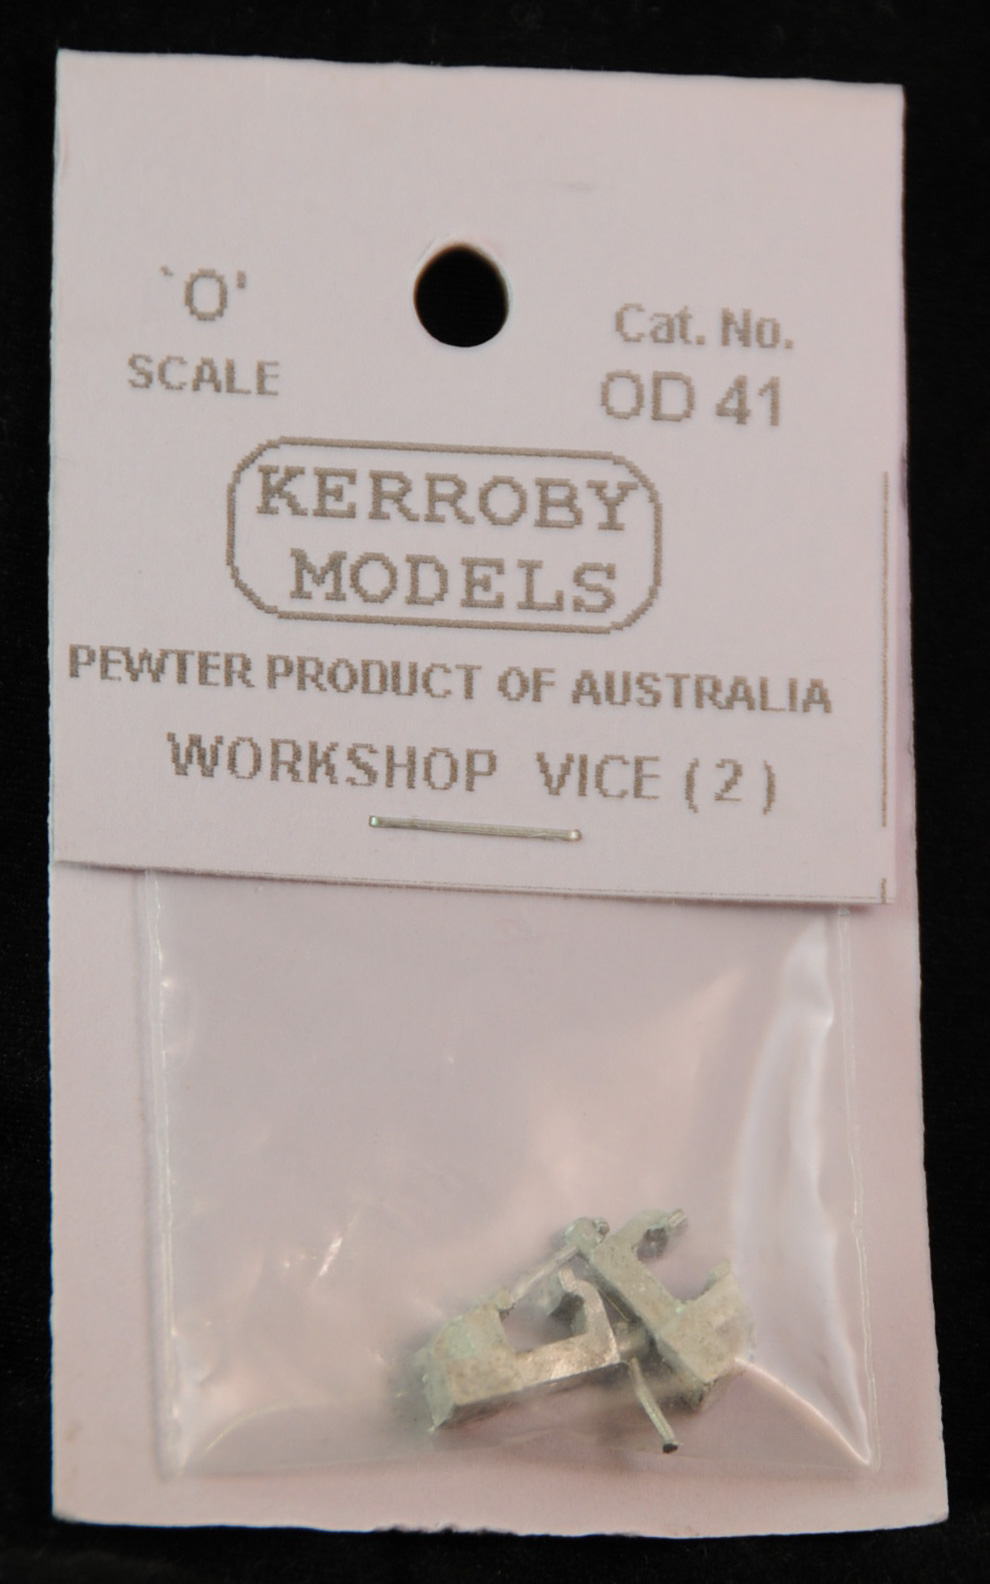 `O'
SCALE
Cat. No.
OD 41
KERROBY
MODELS
PEWTER PRODUCT OF AUSTRALIA
WORKSHOP VICE (2)